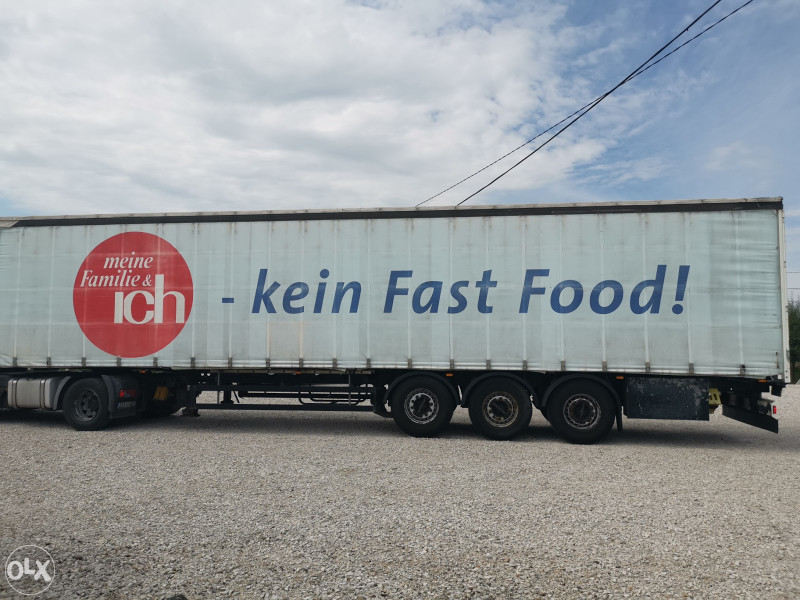 meine
Familie &
ich
- kein Fast Food!
OLX